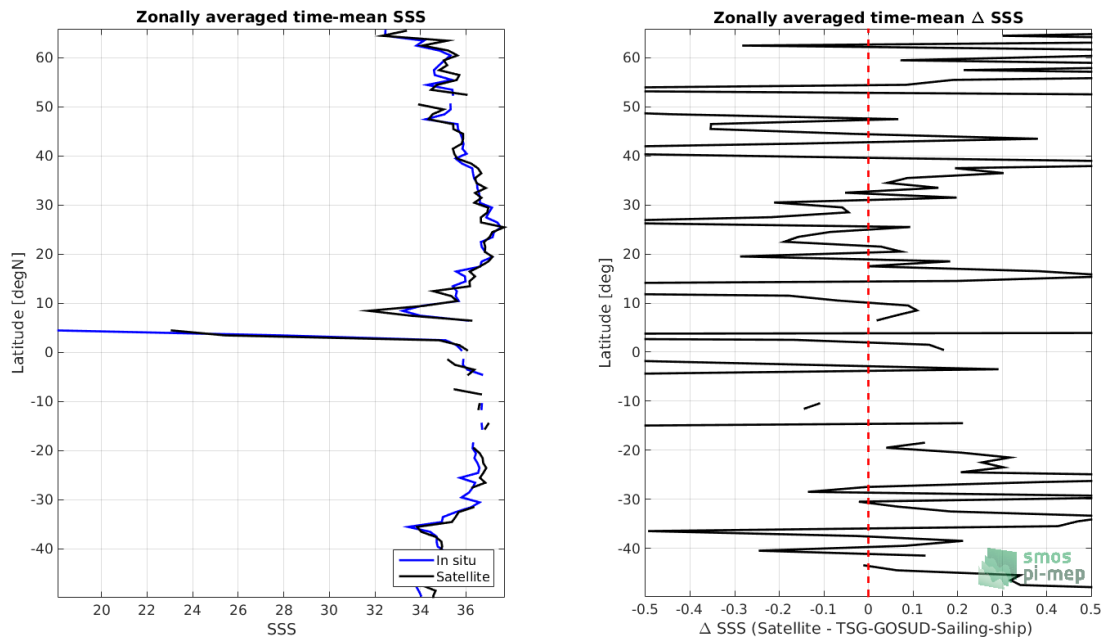 Zonally averaged time-mean SSS
60
50
40
30
20
10
0
-10
-20
-30
-40
Latitude [degN]
20 22 24 26 28 30 32 34 36
SSS
In situ
Satellite
Zonally averaged time-mean Δ SSS
60
50
40
30
20
10
0
-10
-20
-30
-40
Latitude [deg]
-0.5 -0.4 -0.3 -0.2 -0.1 0 0.1 0.2 0.3 0.4 0.5
Δ SSS (Satellite - TSG-GOSUD-Sailing-ship)
smos
pi-mep